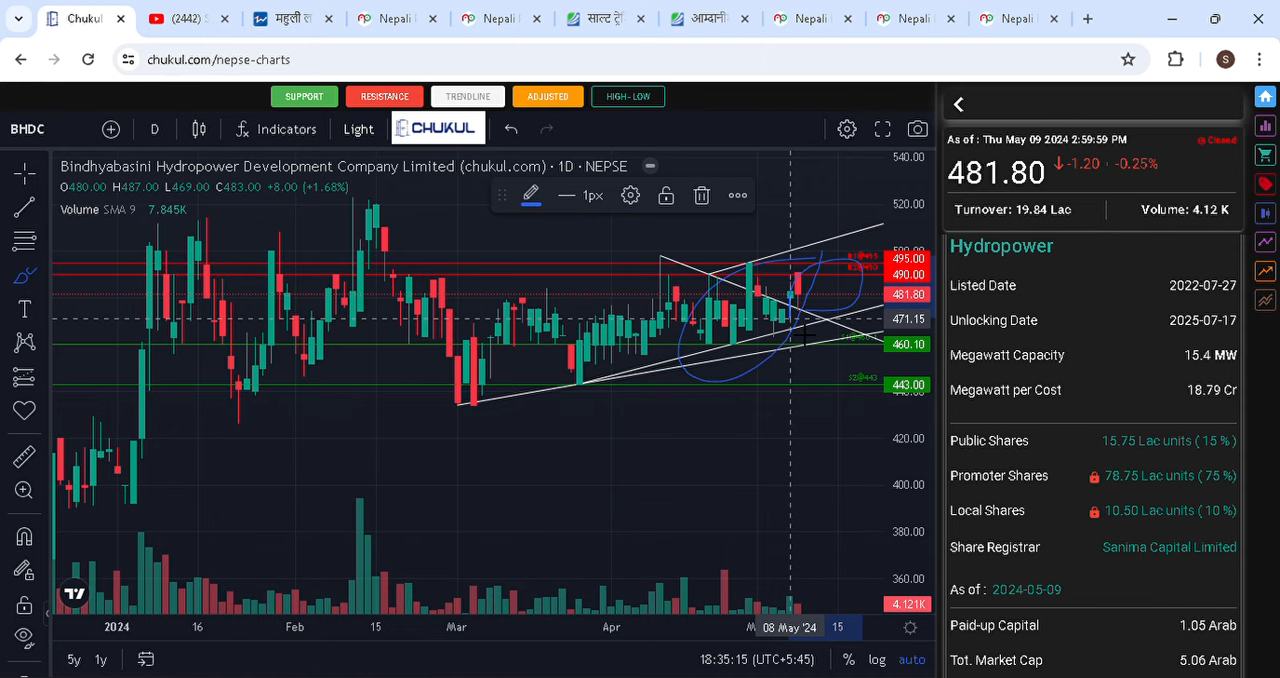 Chukul
(2442)
महुली ल
Nepali
Nepali
साल्ट ट्रे
आम्दानी
Nepali
Nepali
Nepali
chukul.com/nepse-charts
S
SUPPORT
RESISTANCE
TRENDLINE
ADJUSTED
HIGH-LOW
BHDC
D
Indicators
Light
CHUKUL
Bindhyabasini Hydropower Development Company Limited (chukul.com) · 1D · NEPSE
O480.00 H487.00 L469.00 C483.00 +8.00 (+1.68%)
Volume SMA 9 7.845K
1px
540.00
520.00
500.00
495.00
490.00
481.80
471.15
460.10
S2@443
443.00
440.00
420.00
400.00
380.00
360.00
4.121K
2024
16
Feb
15
Mar
Apr
08 May '24
15
5y
1y
18:35:15 (UTC+5:45)
%
log
auto
As of : Thu May 09 2024 2:59:59 PM
Closed
481.80
-1.20
-0.25%
Turnover: 19.84 Lac
Volume: 4.12 K
Hydropower
Listed Date 2022-07-27
Unlocking Date 2025-07-17
Megawatt Capacity 15.4 MW
Megawatt per Cost 18.79 Cr
Public Shares 15.75 Lac units ( 15 % )
Promoter Shares 78.75 Lac units ( 75 %)
Local Shares 10.50 Lac units ( 10 %)
Share Registrar Sanima Capital Limited
As of : 2024-05-09
Paid-up Capital 1.05 Arab
Tot. Market Cap 5.06 Arab